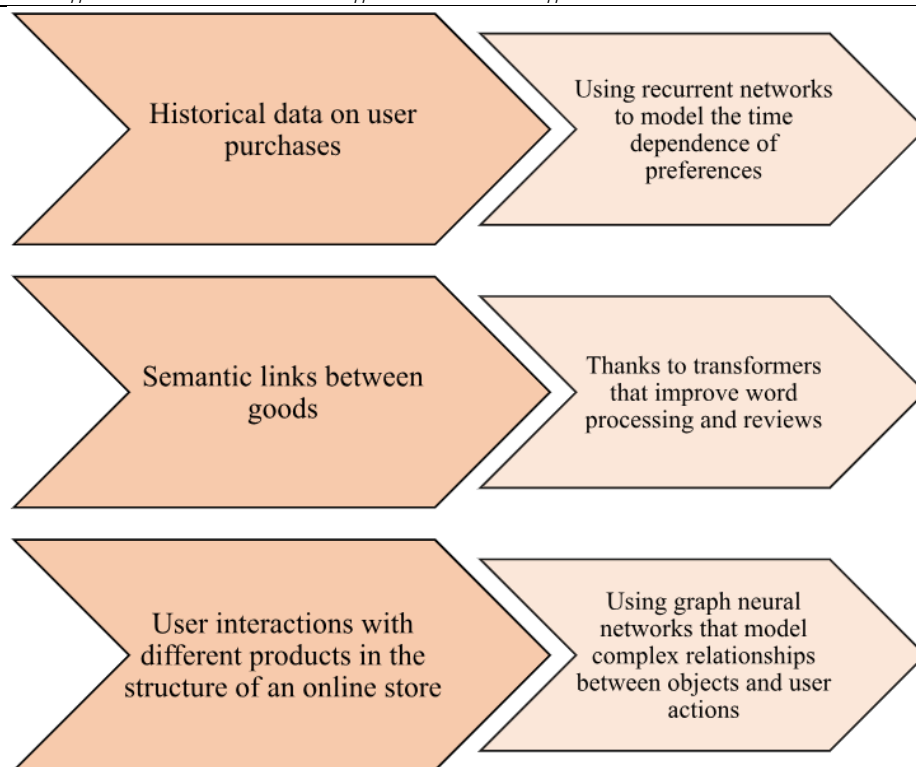 Historical data on user
purchases
Using recurrent networks
to model the time
dependence of
preferences
Semantic links between
goods
Thanks to transformers
that improve word
processing and reviews
User interactions with
different products in the
structure of an online store
Using graph neural
networks that model
complex relationships
between objects and user
actions